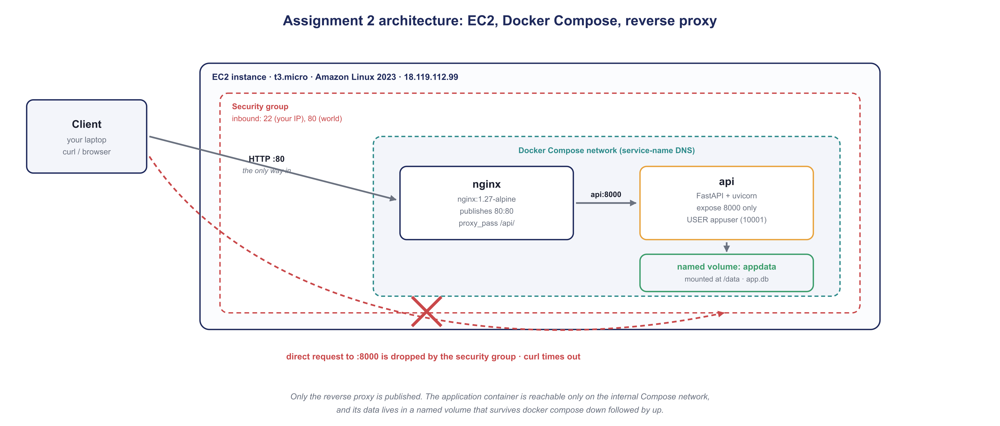 Assignment 2 architecture: EC2, Docker Compose, reverse proxy
EC2 instance · t3.micro · Amazon Linux 2023 · 18.119.112.99
Security group
inbound: 22 (your IP), 80 (world)
Client
your laptop
curl / browser
HTTP :80
the only way in
Docker Compose network (service-name DNS)
nginx
nginx:1.27-alpine
publishes 80:80
proxy_pass /api/
api:8000
api
FastAPI + uvicorn
expose 8000 only
USER appuser (10001)
named volume: appdata
mounted at /data · app.db
direct request to :8000 is dropped by the security group · curl times out
Only the reverse proxy is published. The application container is reachable only on the internal Compose network,
and its data lives in a named volume that survives docker compose down followed by up.